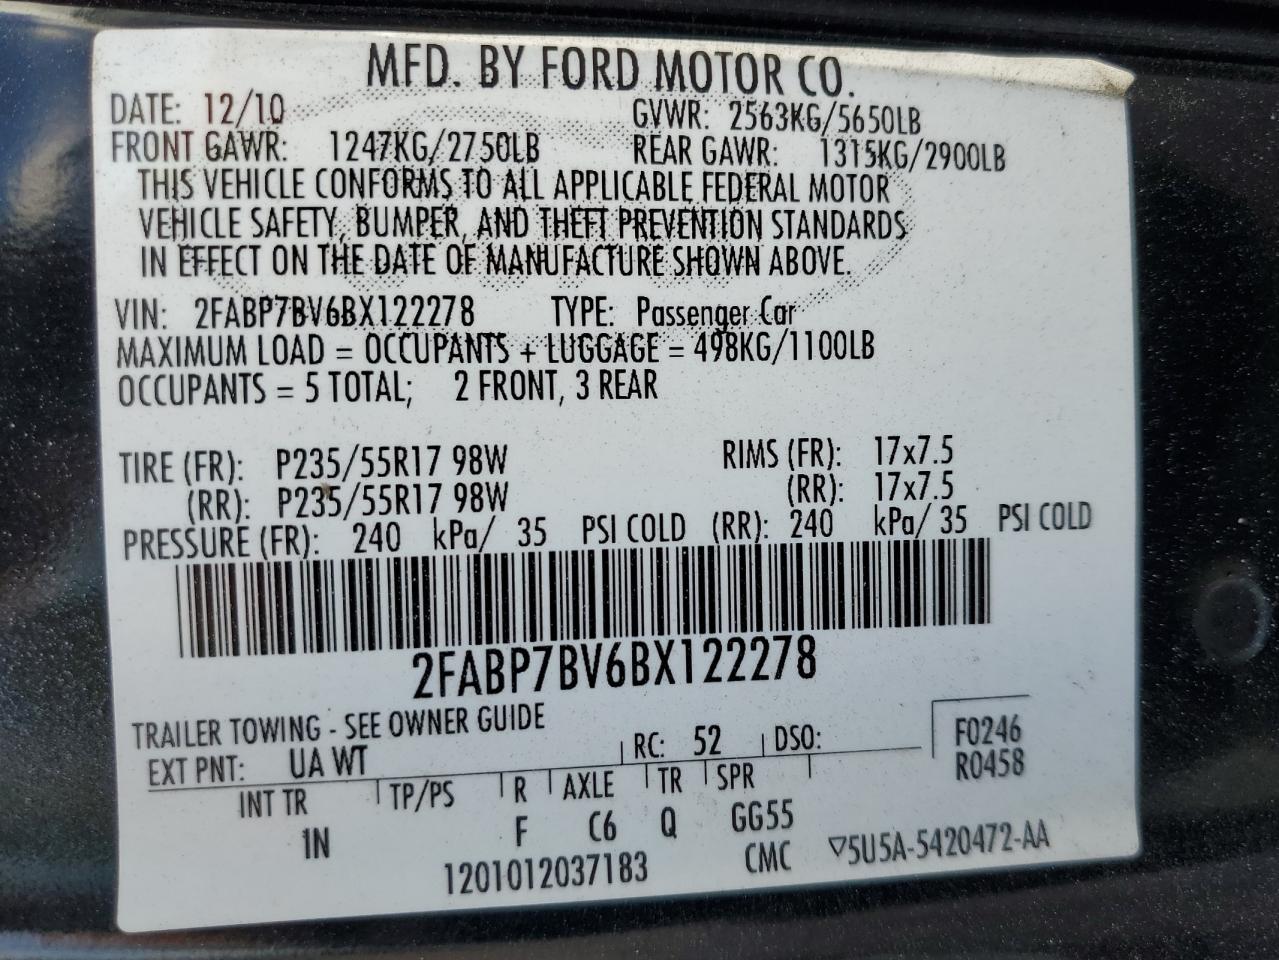 MFD. BY FORD MOTOR CO.
DATE: 12/10 GVWR: 2563KG/5650LB
FRONT GAWR: 1247KG/2750LB REAR GAWR: 1315KG/2900LB
THIS VEHICLE CONFORMS TO ALL APPLICABLE FEDERAL MOTOR
VEHICLE SAFETY, BUMPER, AND THEFT PREVENTION STANDARDS
IN EFFECT ON THE DATE OF MANUFACTURE SHOWN ABOVE.
VIN: 2FABP7BV6BX122278 TYPE: Passenger Car
MAXIMUM LOAD = OCCUPANTS + LUGGAGE = 498KG/1100LB
OCCUPANTS = 5 TOTAL; 2 FRONT, 3 REAR
TIRE (FR): P235/55R17 98W RIMS (FR): 17x7.5
(RR): P235/55R17 98W (RR): 17x7.5
PRESSURE (FR): 240 kPa/ 35 PSI COLD (RR): 240 kPa/ 35 PSI COLD
2FABP7BV6BX122278
TRAILER TOWING - SEE OWNER GUIDE
EXT PNT: UA WT RC: 52 DSO: F0246
R0458
INT TR TP/PS R AXLE TR SPR
1N F C6 Q GG55
1201012037183 CMC ▽5U5A-5420472-AA